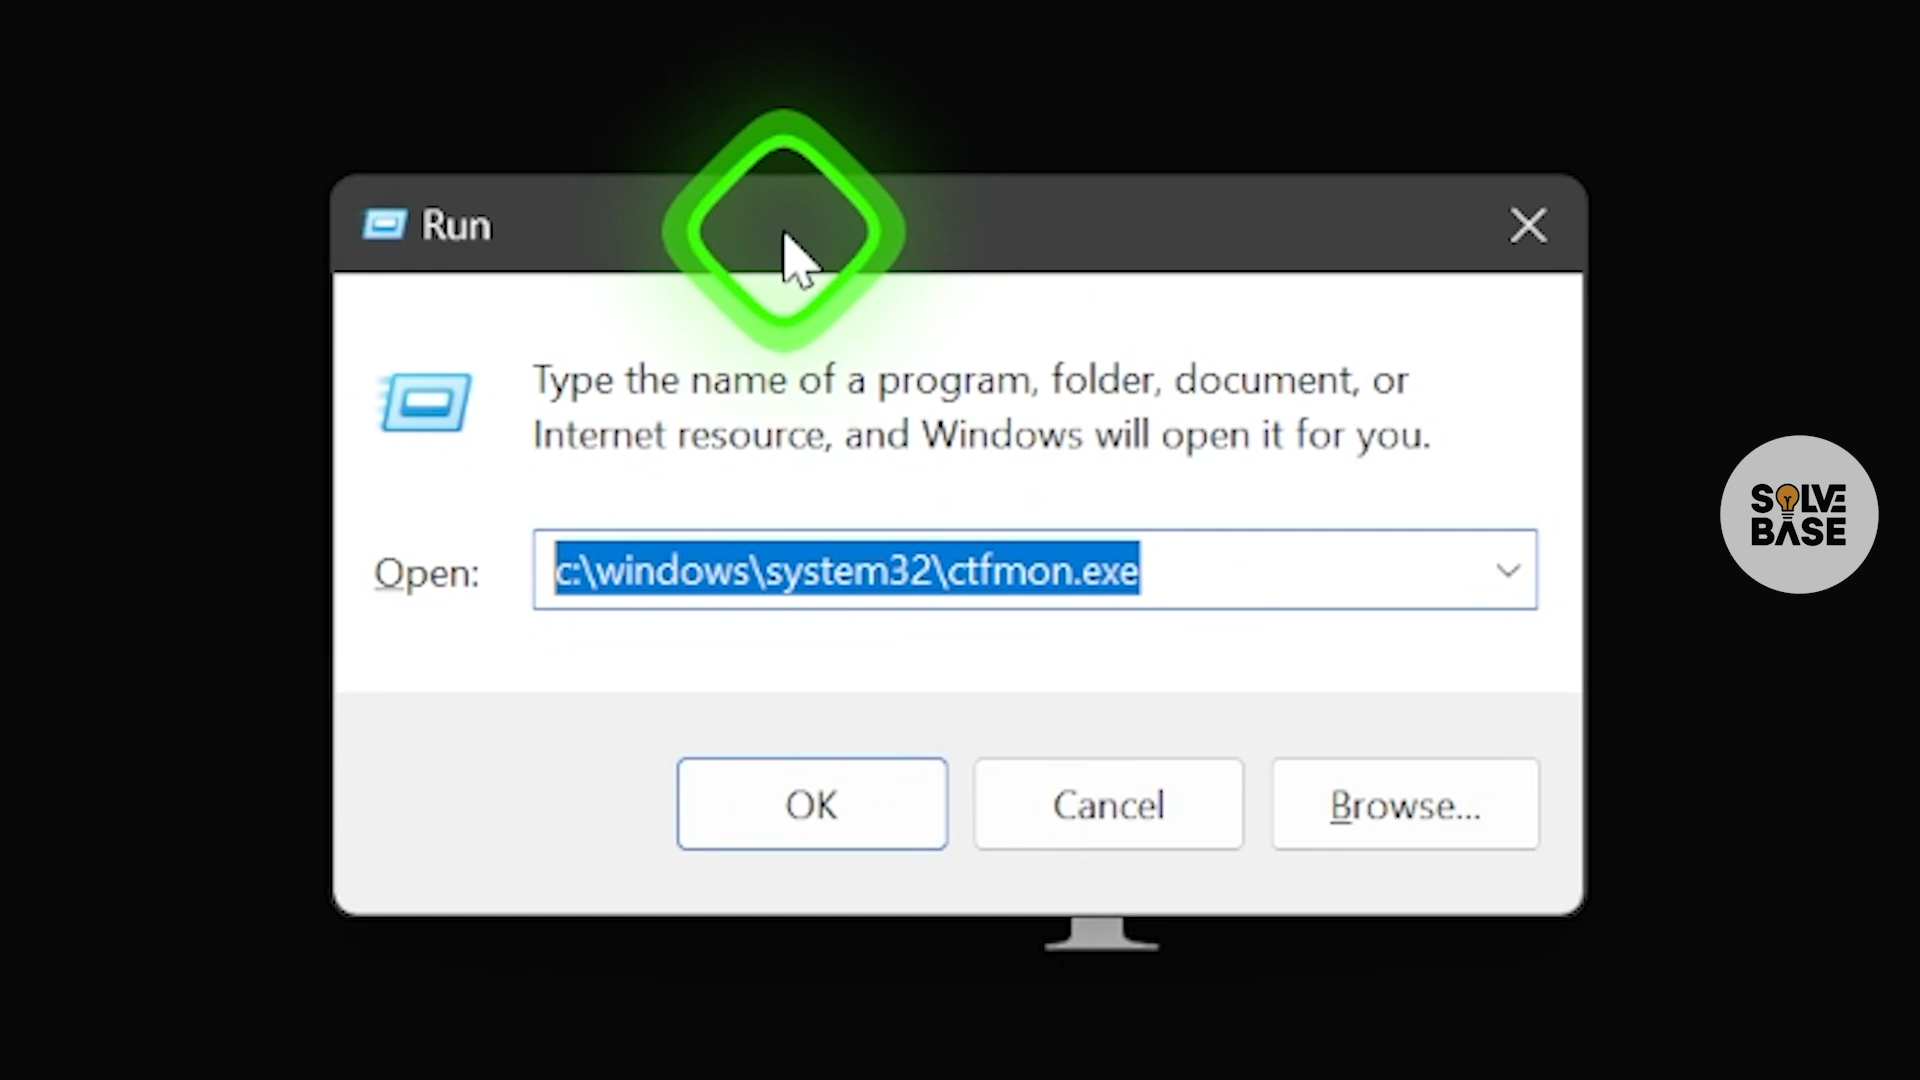 Run
Type the name of a program, folder, document, or
Internet resource, and Windows will open it for you.
Open:
c:\windows\system32\ctfmon.exe
OK
Cancel
Browse...
SOLVE
BASE